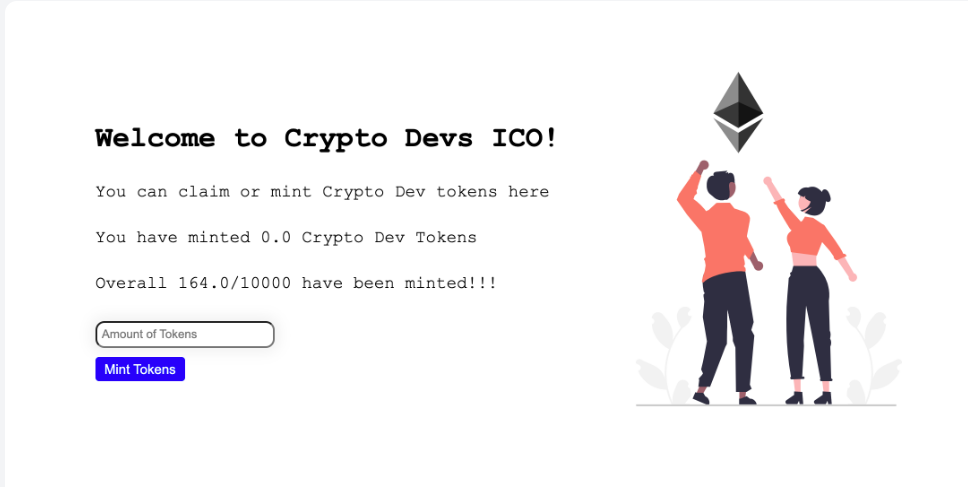 Welcome to Crypto Devs ICO!
You can claim or mint Crypto Dev tokens here
You have minted 0.0 Crypto Dev Tokens
Overall 164.0/10000 have been minted!!!
Amount of Tokens
Mint Tokens